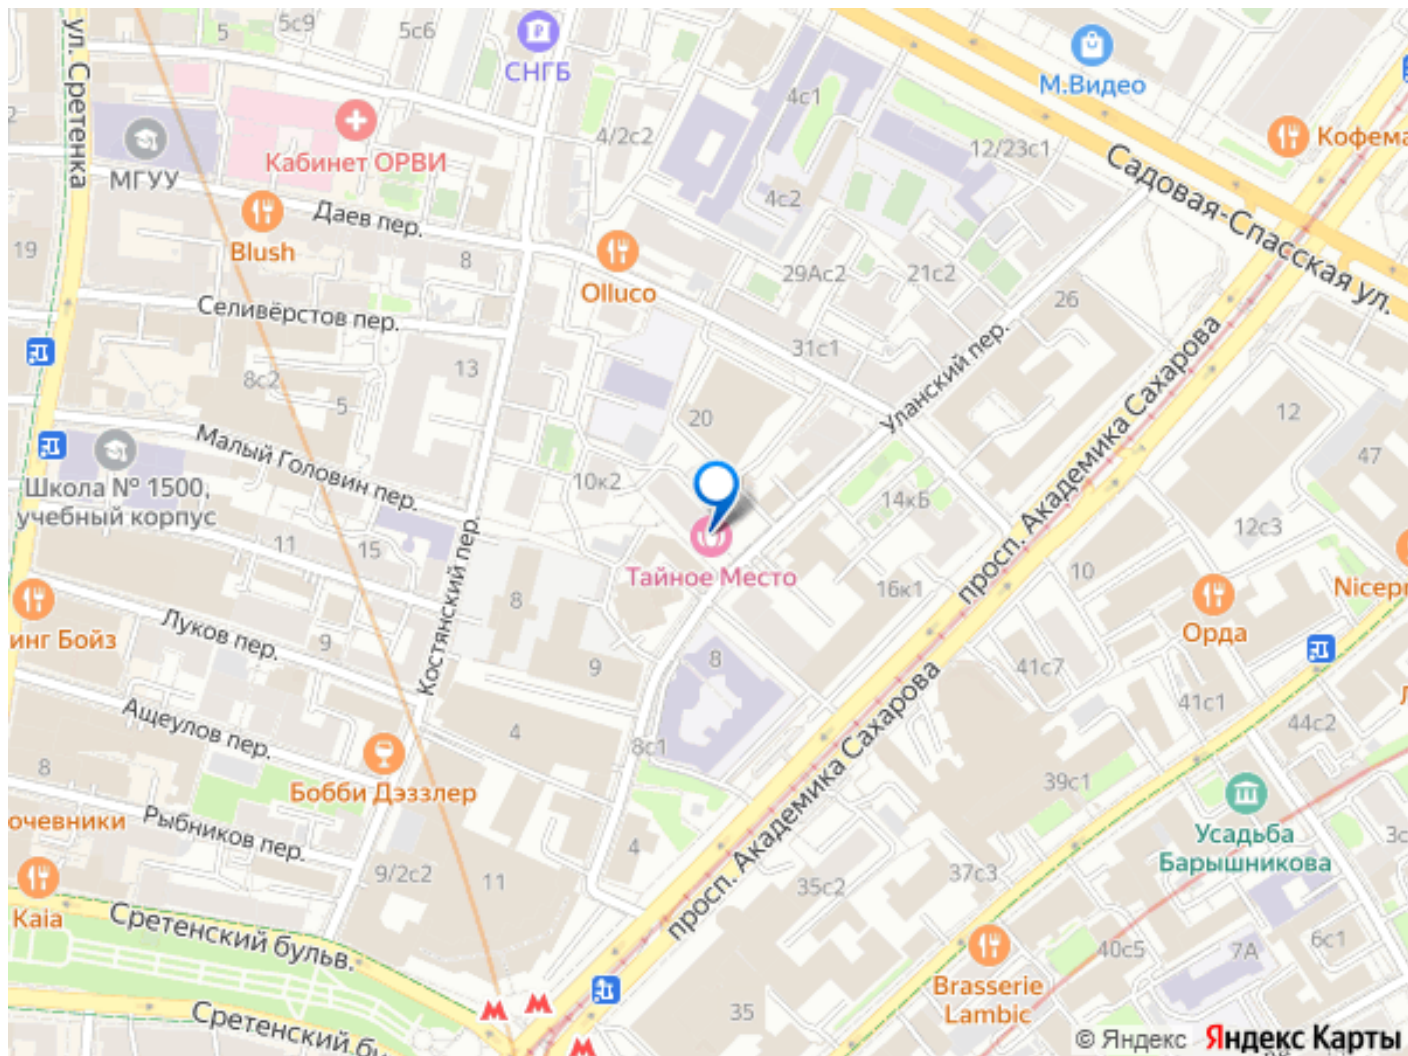 5
5с9
5с6
СНГБ
М.Видео
ул. Сретенка
4с1
Кофема
Кабинет ОРВИ
4/2с2
12/23с1
МГУУ
Садовая-Спасская ул.
Даев пер.
4с2
19
Blush
8
Olluco
29Ас2
21с2
26
Селивёрстов пер.
31с1
Уланский пер.
просп. Академика Сахарова
13
8с2
5
20
12
Малый Головин пер.
47
Школа № 1500,
учебный корпус
10к2
14кБ
12с3
11
15
Тайное Место
16к1
10
Nicepr
8
Костянский пер.
Орда
инг Бойз
Луков пер.
9
9
8
41с7
41с1
44с2
Ащеулов пер.
4
8с1
просп. Академика Сахарова
8
Бобби Дэззлер
39с1
Усадьба
Барышникова
очевники
Рыбников пер.
4
3с
9/2с2
11
35с2
37с3
Kaia
Сретенский бульв.
40с5
7А
6с1
Brasserie
Lambic
Сретенский бу
35
© Яндекс Яндекс Карты